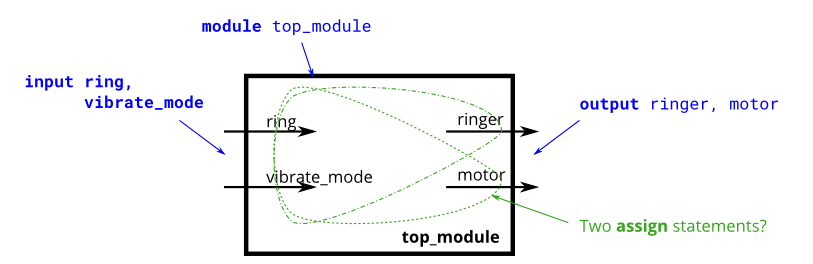 module top_module
input ring,
vibrate_mode
output ringer, motor
ring
ringer
vibrate_mode
motor
Two assign statements?
top_module